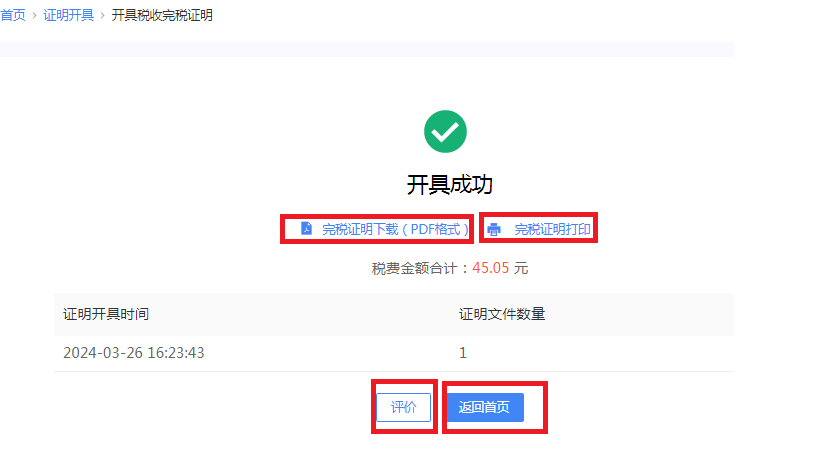 首页 > 证明开具 > 开具税收完税证明
开具成功
完税证明下载(PDF格式) 完税证明打印
税费金额合计：45.05 元
证明开具时间 证明文件数量
2024-03-26 16:23:43 1
评价 返回首页